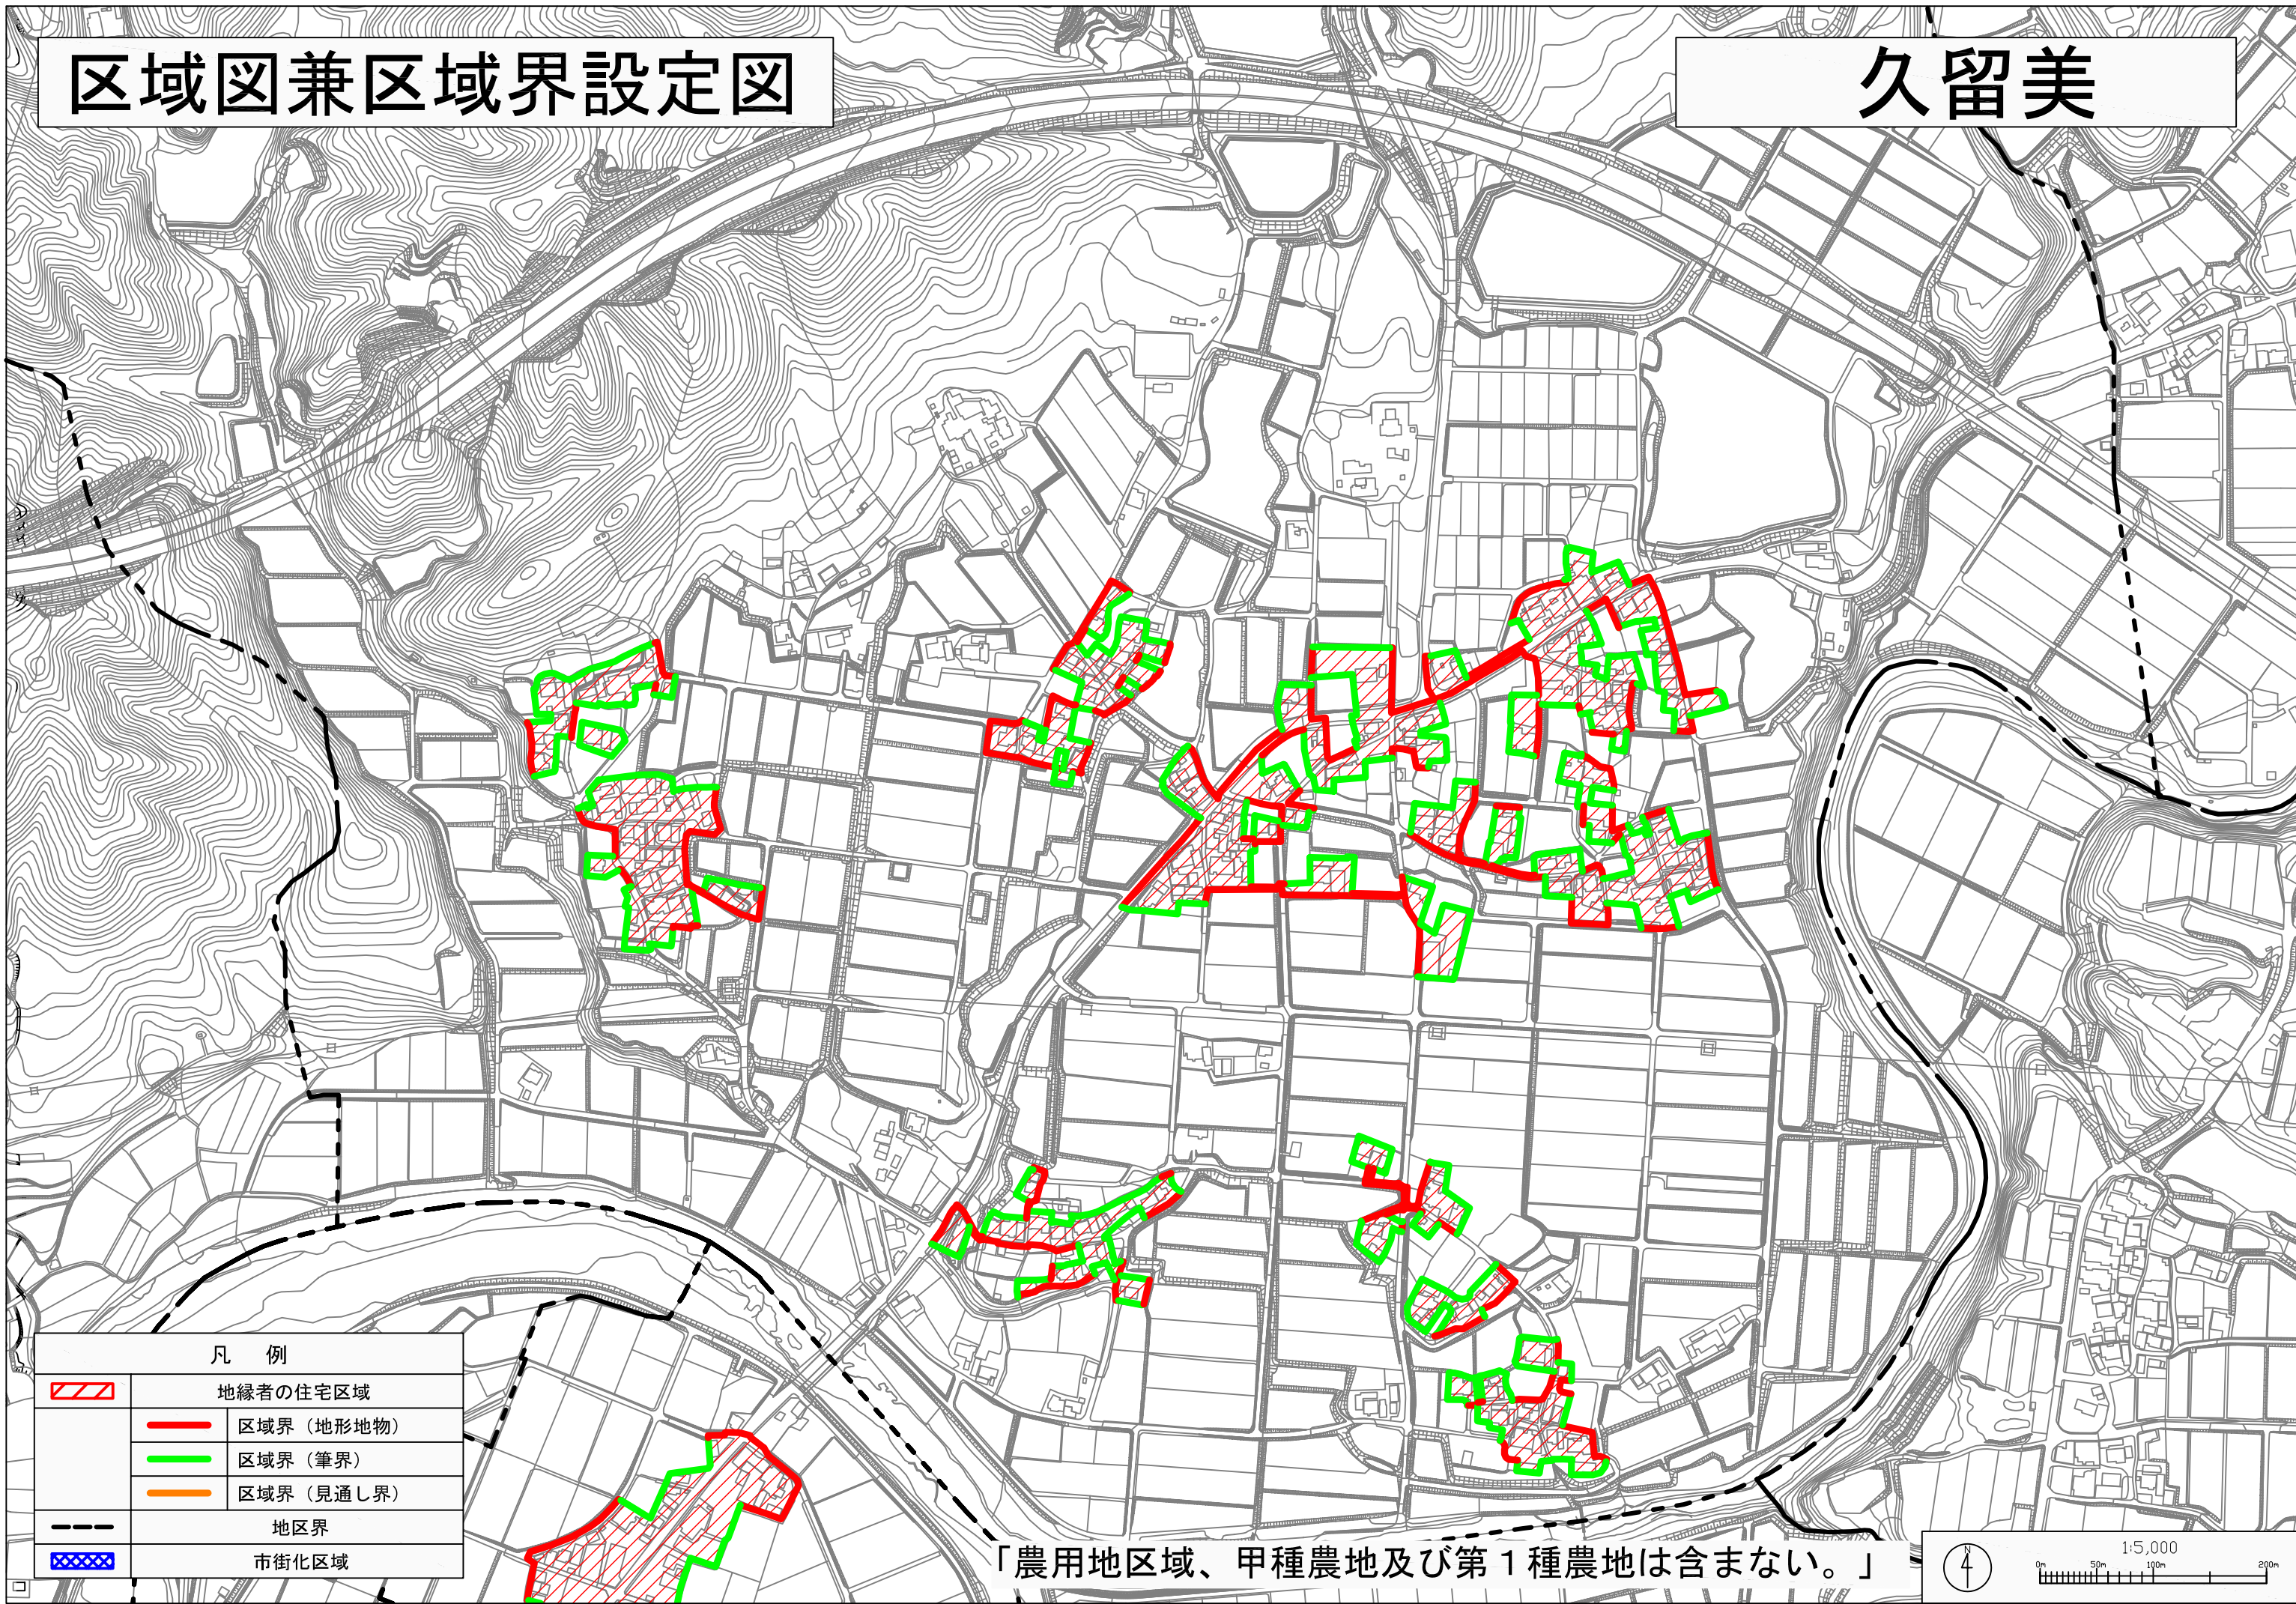 区域図兼区域界設定図
久留美
凡　例
地縁者の住宅区域
区域界（地形地物）
区域界（筆界）
区域界（見通し界）
地区界
市街化区域
「農用地区域、甲種農地及び第１種農地は含まない。」
N
1:5,000
0m 50m 100m 200m